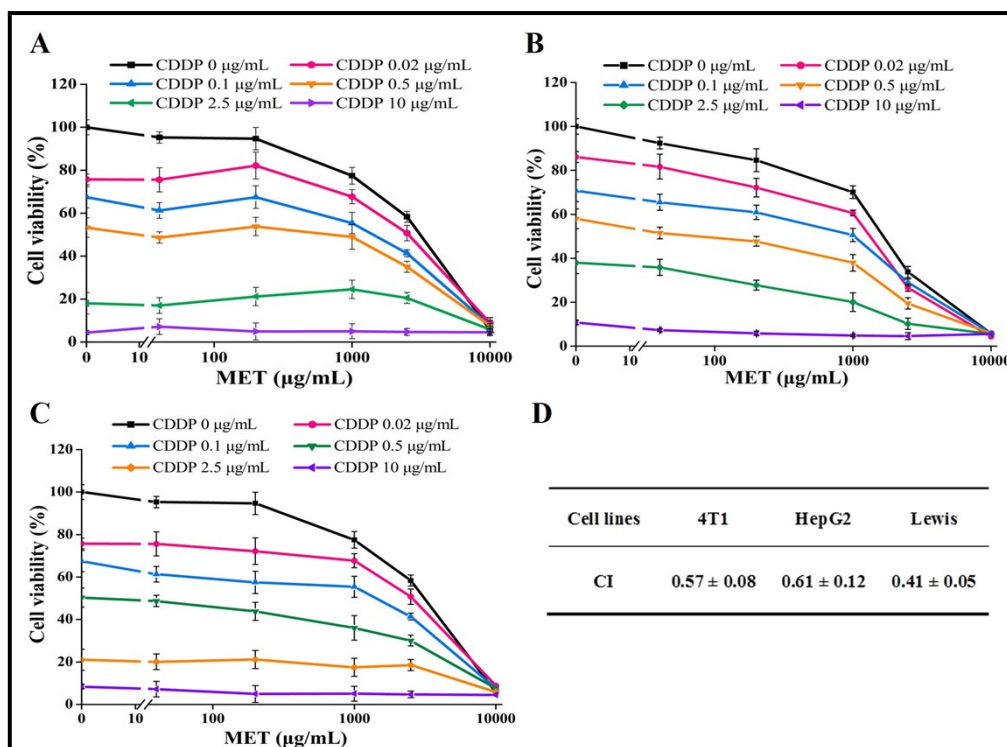 A
CDDP 0 μg/mL CDDP 0.02 μg/mL
CDDP 0.1 μg/mL CDDP 0.5 μg/mL
CDDP 2.5 μg/mL CDDP 10 μg/mL
120
100
80
60
40
20
0
Cell viability (%)
0 10 100 1000 10000
MET (μg/mL)
B
CDDP 0 μg/mL CDDP 0.02 μg/mL
CDDP 0.1 μg/mL CDDP 0.5 μg/mL
CDDP 2.5 μg/mL CDDP 10 μg/mL
120
100
80
60
40
20
0
Cell viability (%)
0 10 100 1000 10000
MET (μg/mL)
C
CDDP 0 μg/mL CDDP 0.02 μg/mL
CDDP 0.1 μg/mL CDDP 0.5 μg/mL
CDDP 2.5 μg/mL CDDP 10 μg/mL
120
100
80
60
40
20
0
Cell viability (%)
0 10 100 1000 10000
MET (μg/mL)
D
Cell lines 4T1 HepG2 Lewis
CI 0.57 ± 0.08 0.61 ± 0.12 0.41 ± 0.05